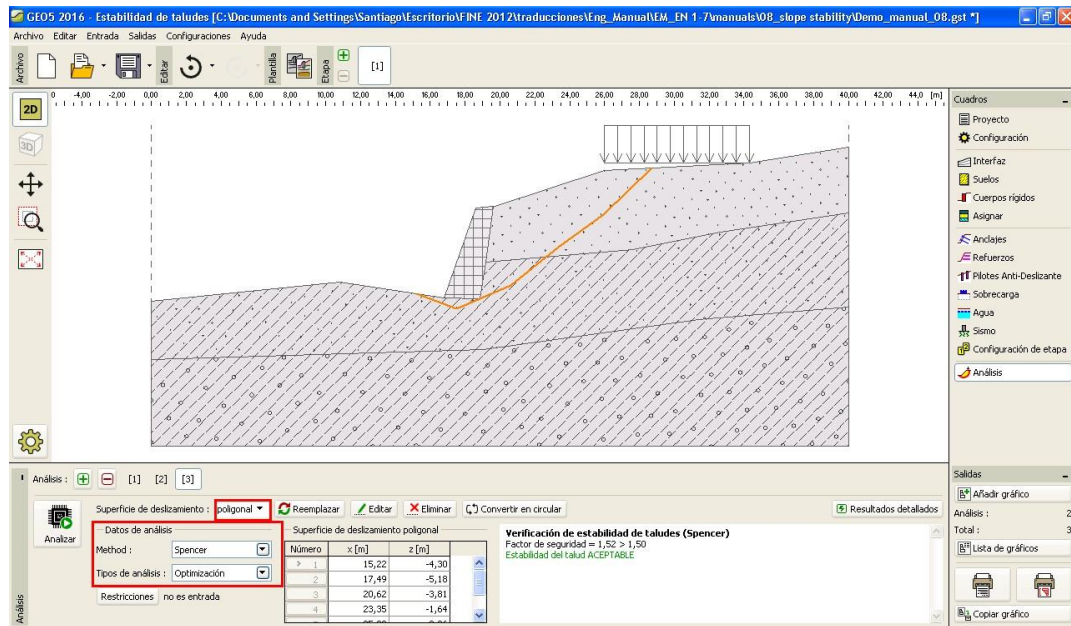 GEO5 2016 - Estabilidad de taludes [C:\Documents and Settings\Santiago\Escritorio\FINE 2012\traducciones\Eng_Manual\EM_EN 1-7\manuals\08_slope stability\Demo_manual_08.gst *]
Archivo Editar Entrada Salidas Configuraciones Ayuda
Archivo
Editar
Plantilla
Etapa
[1]
0 -4,00 -2,00 0,00 2,00 4,00 6,00 8,00 10,00 12,00 14,00 16,00 18,00 20,00 22,00 24,00 26,00 28,00 30,00 32,00 34,00 36,00 38,00 40,00 42,00 44,0 [m]
2D
3D
Cuadros
Proyecto
Configuración
Interfaz
Suelos
Cuerpos rígidos
Asignar
Anclajes
Refuerzos
Pilotes Anti-Deslizante
Sobrecarga
Agua
Sismo
Configuración de etapa
Análisis
Análisis : [1] [2] [3]
Analizar
Superficie de deslizamiento : poligonal Reemplazar Editar Eliminar Convertir en circular Resultados detallados
Datos de análisis
Method : Spencer
Tipos de análisis : Optimización
Restricciones no es entrada
Superficie de deslizamiento poligonal
Número x [m] z [m]
> 1 15,22 -4,30
2 17,49 -5,18
3 20,62 -3,81
4 23,35 -1,64
Verificación de estabilidad de taludes (Spencer)
Factor de seguridad = 1,52 > 1,50
Estabilidad del talud ACEPTABLE
Análisis
Salidas
Añadir gráfico
Análisis : 2
Total : 3
Lista de gráficos
Copiar gráfico